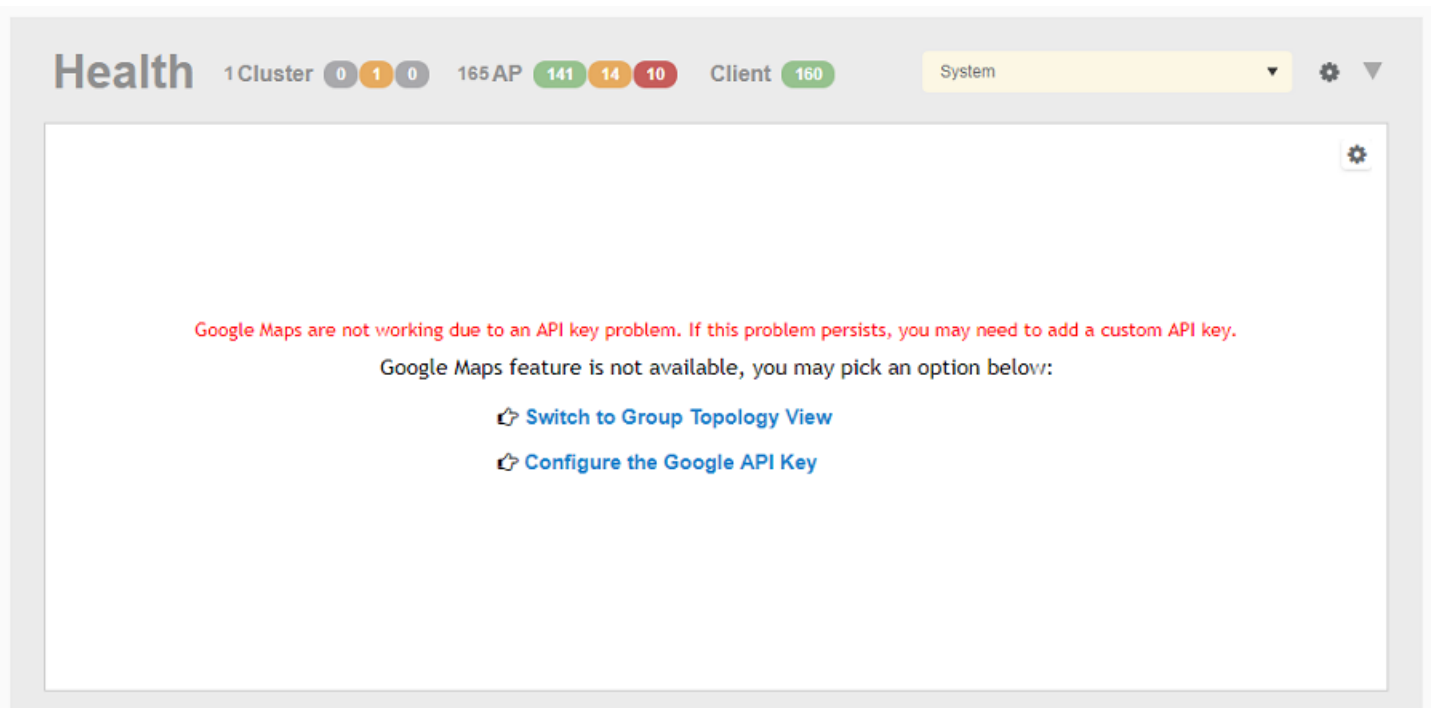 Health 1 Cluster 0 1 0 165 AP 141 14 10 Client 160 System
Google Maps are not working due to an API key problem. If this problem persists, you may need to add a custom API key.
Google Maps feature is not available, you may pick an option below:
Switch to Group Topology View
Configure the Google API Key